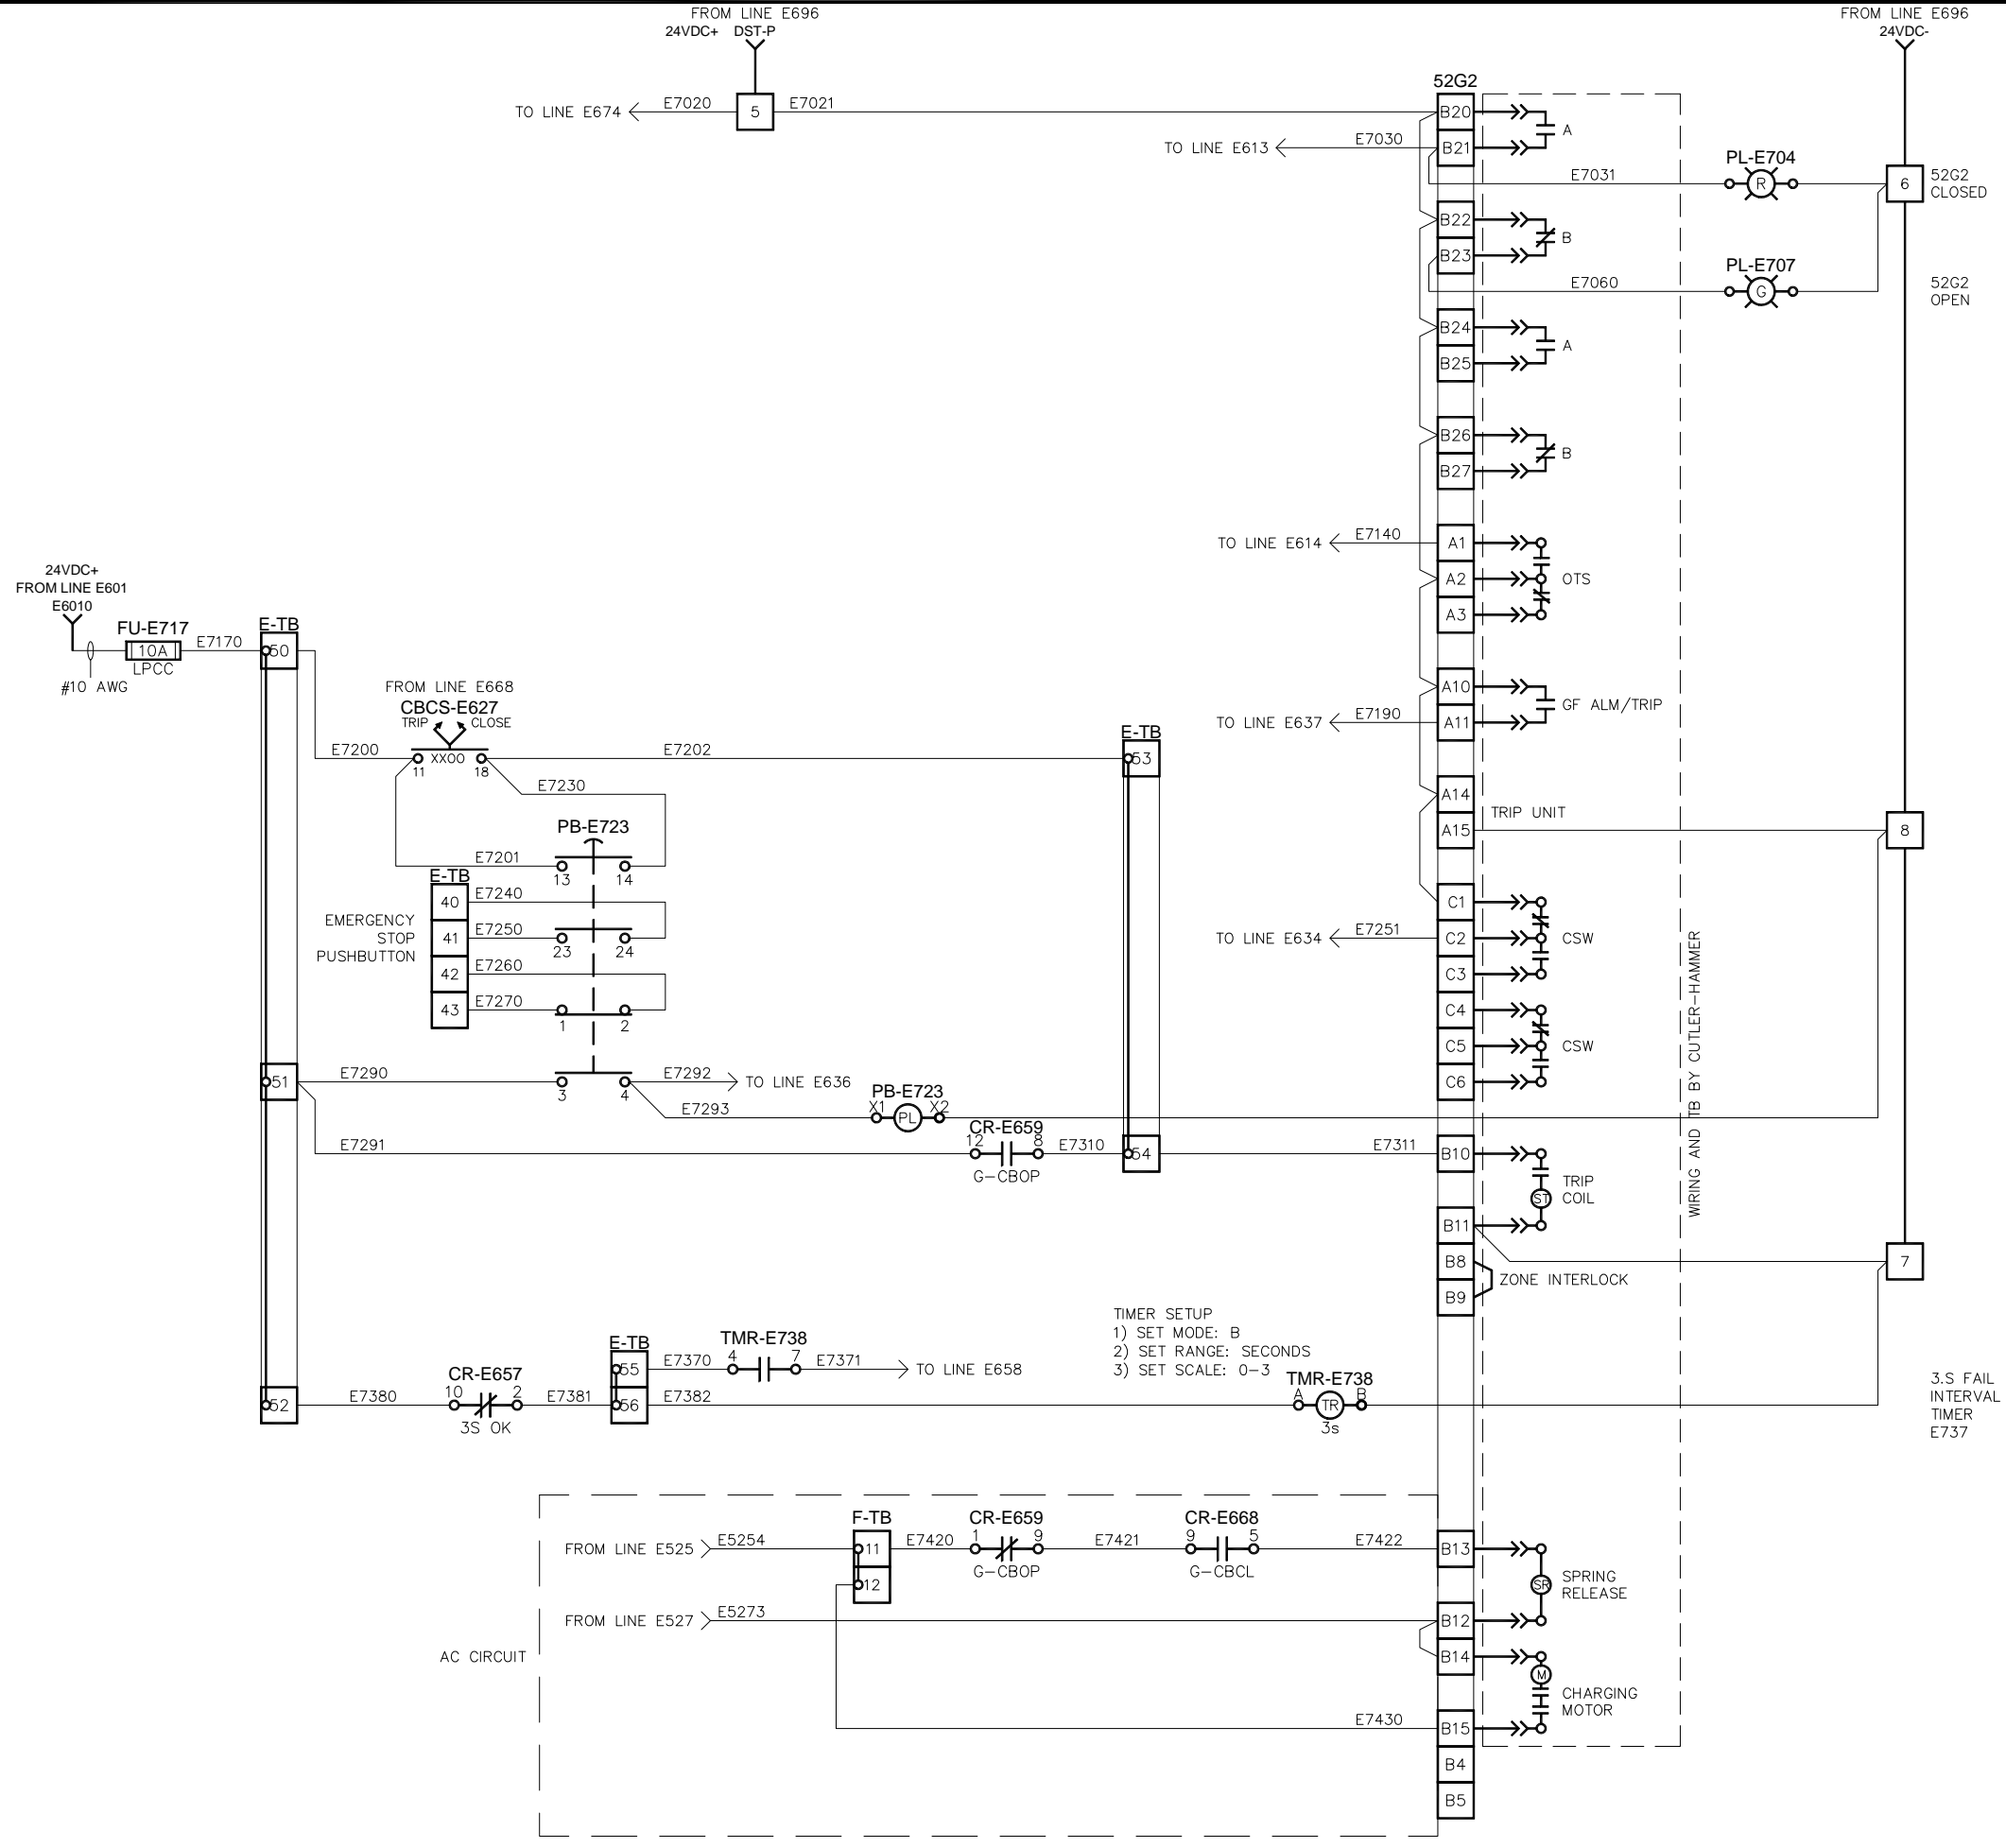 FROM LINE E696
24VDC+ DST-P
FROM LINE E696
24VDC-
52G2
TO LINE E674 E7020 5 E7021 B20
A
TO LINE E613 E7030 B21
PL-E704
E7031 R 6 52G2
CLOSED
B22
B
B23
PL-E707
E7060 G 52G2
OPEN
B24
A
B25
B26
B
B27
TO LINE E614 E7140 A1
A2 OTS
A3
24VDC+
FROM LINE E601
E6010
FU-E717
10A
LPCC
#10 AWG
E7170
E-TB
50
A10
GF ALM/TRIP
TO LINE E637 E7190 A11
FROM LINE E668
CBCS-E627
TRIP CLOSE
E7200 11 XXOO 18 E7202
E-TB
53
E7230
A14
TRIP UNIT
A15 8
PB-E723
E7201 13 14
E-TB
40 E7240
41 E7250 23 24
42 E7260
43 E7270 1 2
EMERGENCY
STOP
PUSHBUTTON
C1
TO LINE E634 E7251 C2 CSW
C3
C4
C5 CSW
C6
WIRING AND TB BY CUTLER-HAMMER
51 E7290 3 4 E7292 TO LINE E636
PB-E723
E7293 X1 PL X2
CR-E659
E7291 12 8 E7310 54 E7311 B10
G-CBOP
TRIP
COIL
ST
B11
B8
ZONE INTERLOCK
B9
7
TIMER SETUP
1) SET MODE: B
2) SET RANGE: SECONDS
3) SET SCALE: 0-3
E-TB
TMR-E738
55 E7370 4 7 E7371 TO LINE E658
CR-E657
52 E7380 10 2 E7381 56 E7382
3S OK
TMR-E738
A TR B
3s
3.S FAIL
INTERVAL
TIMER
E737
AC CIRCUIT
F-TB
CR-E659
CR-E668
FROM LINE E525 E5254 11 E7420 1 9 E7421 9 5 E7422 B13
G-CBOP
G-CBCL
12
SR
SPRING
RELEASE
FROM LINE E527 E5273 B12
B14
M
CHARGING
MOTOR
E7430 B15
B4
B5